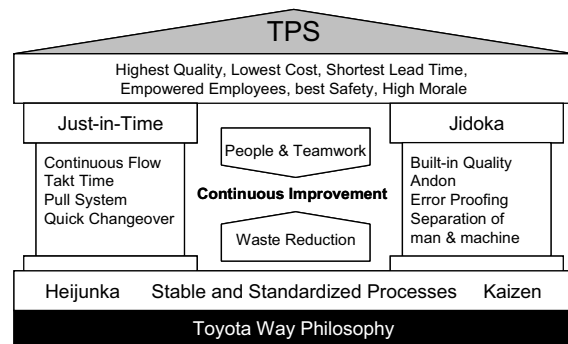 TPS
Highest Quality, Lowest Cost, Shortest Lead Time,
Empowered Employees, best Safety, High Morale
Just-in-Time
Continuous Flow
Takt Time
Pull System
Quick Changeover
People & Teamwork
Continuous Improvement
Waste Reduction
Jidoka
Built-in Quality
Andon
Error Proofing
Separation of
man & machine
Heijunka Stable and Standardized Processes Kaizen
Toyota Way Philosophy